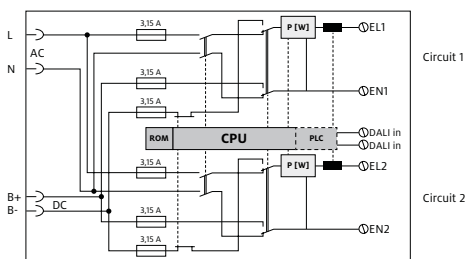 3,15 A
L
P [W]
EL1
AC
Circuit 1
N
3,15 A
EN1
3,15 A
ROM CPU PLC
DALI in
DALI in
3,15 A
P [W]
EL2
B+
B-
DC
Circuit 2
3,15 A
EN2
3,15 A